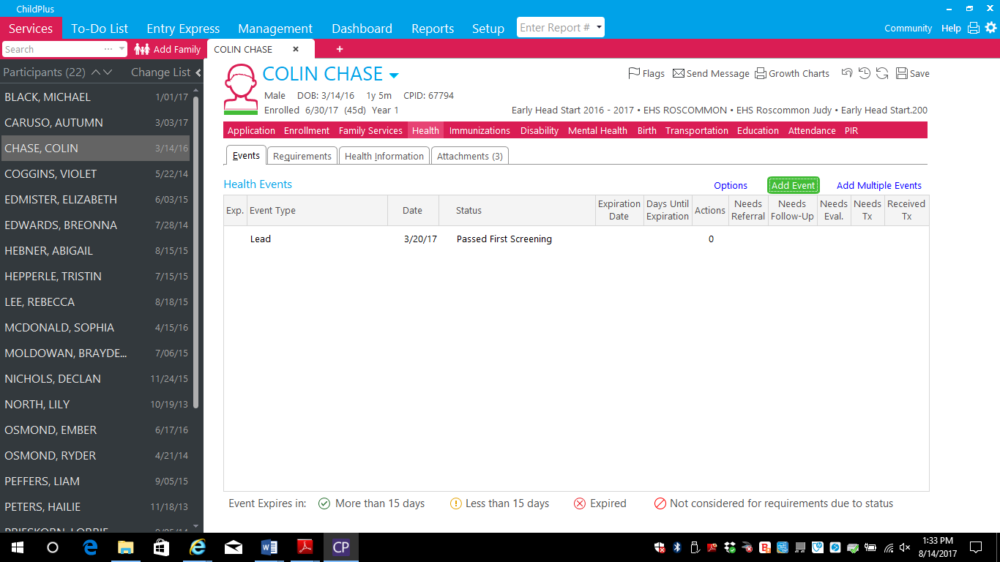 ChildPlus
Services To-Do List Entry Express Management Dashboard Reports Setup Enter Report # Community Help
Search ... Add Family COLIN CHASE × +
Participants (22) Change List
BLACK, MICHAEL 1/01/17
CARUSO, AUTUMN 3/03/17
CHASE, COLIN 3/14/16
COGGINS, VIOLET 5/22/14
EDMISTER, ELIZABETH 6/03/15
EDWARDS, BREONNA 7/28/14
HEBNER, ABIGAIL 8/15/15
HEPPERLE, TRISTIN 7/15/15
LEE, REBECCA 8/18/15
MCDONALD, SOPHIA 4/15/16
MOLDOWAN, BRAYDE... 7/06/15
NICHOLS, DECLAN 11/24/15
NORTH, LILY 10/19/13
OSMOND, EMBER 6/17/16
OSMOND, RYDER 4/21/14
PEFFERS, LIAM 9/05/15
PETERS, HAILIE 11/18/13
COLIN CHASE Flags Send Message Growth Charts Save
Male DOB: 3/14/16 1y 5m CPID: 67794
Enrolled 6/30/17 (45d) Year 1 Early Head Start 2016 - 2017 • EHS ROSCOMMON • EHS Roscommon Judy • Early Head Start.200
Application Enrollment Family Services Health Immunizations Disability Mental Health Birth Transportation Education Attendance PIR
Events Requirements Health Information Attachments (3)
Health Events Options Add Event Add Multiple Events
Exp. Event Type Date Status Expiration Date Days Until Expiration Actions Needs Referral Needs Follow-Up Needs Eval. Needs Tx Received Tx
Lead 3/20/17 Passed First Screening 0
Event Expires in: More than 15 days Less than 15 days Expired Not considered for requirements due to status
CP
1:33 PM
8/14/2017